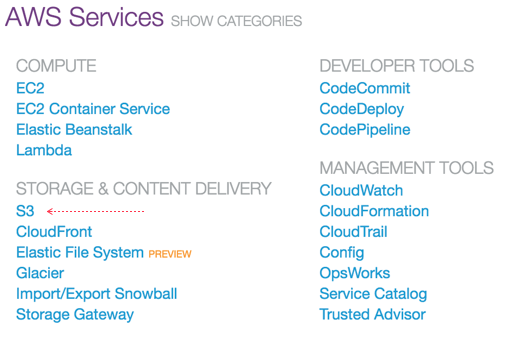 AWS Services SHOW CATEGORIES
COMPUTE
EC2
EC2 Container Service
Elastic Beanstalk
Lambda
STORAGE & CONTENT DELIVERY
S3
CloudFront
Elastic File System PREVIEW
Glacier
Import/Export Snowball
Storage Gateway
DEVELOPER TOOLS
CodeCommit
CodeDeploy
CodePipeline
MANAGEMENT TOOLS
CloudWatch
CloudFormation
CloudTrail
Config
OpsWorks
Service Catalog
Trusted Advisor